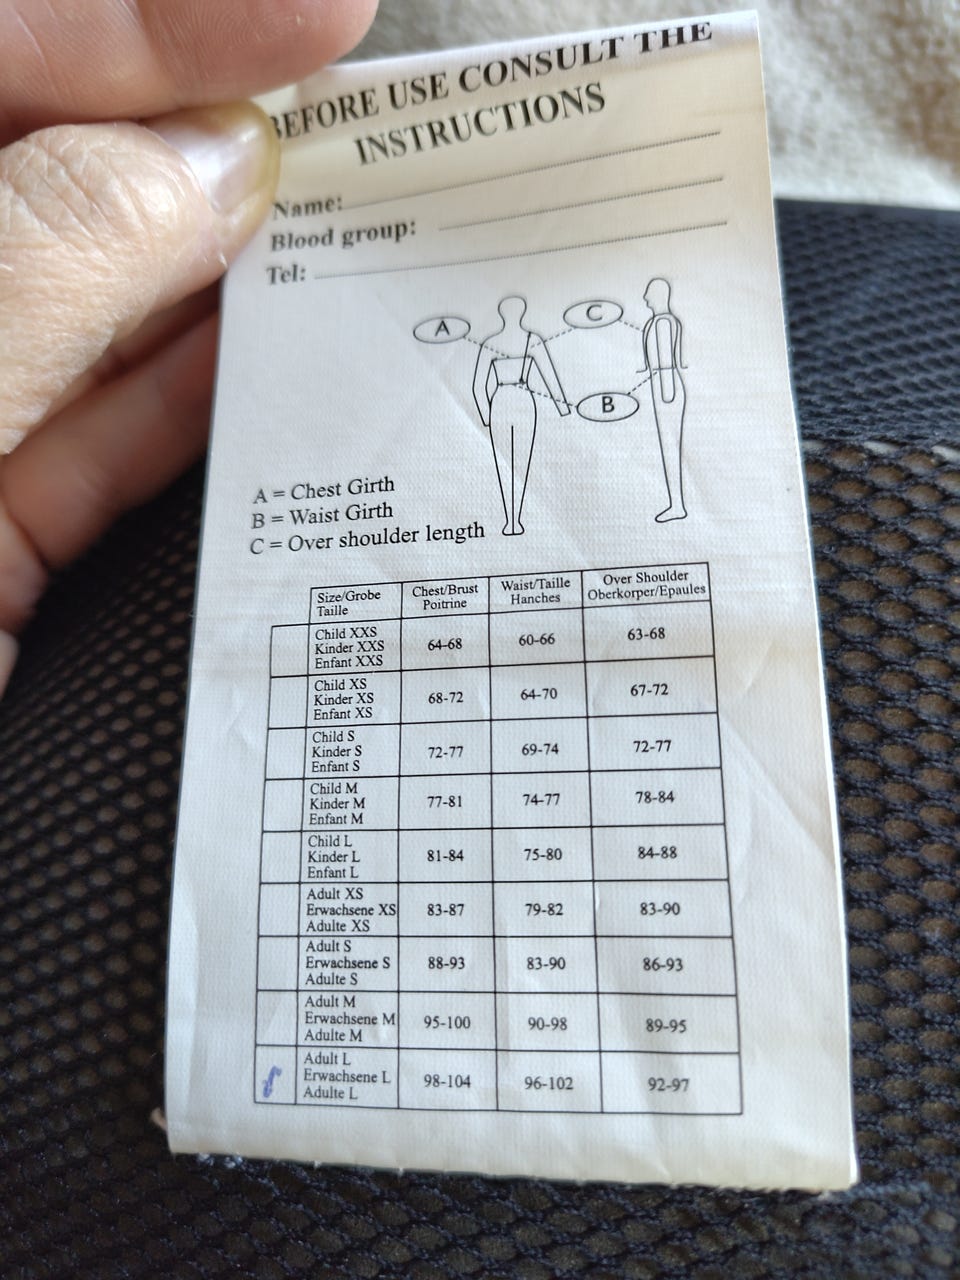 BEFORE USE CONSULT THE
INSTRUCTIONS
Name:
Blood group:
Tel:
A
C
B
A = Chest Girth
B = Waist Girth
C = Over shoulder length
Size/Grobe
Taille
Chest/Brust
Poitrine
Waist/Taille
Hanches
Over Shoulder
Oberkorper/Epaules
Child XXS
Kinder XXS
Enfant XXS
64-68
60-66
63-68
Child XS
Kinder XS
Enfant XS
68-72
64-70
67-72
Child S
Kinder S
Enfant S
72-77
69-74
72-77
Child M
Kinder M
Enfant M
77-81
74-77
78-84
Child L
Kinder L
Enfant L
81-84
75-80
84-88
Adult XS
Erwachsene XS
Adulte XS
83-87
79-82
83-90
Adult S
Erwachsene S
Adulte S
88-93
83-90
86-93
Adult M
Erwachsene M
Adulte M
95-100
90-98
89-95
Adult L
Erwachsene L
Adulte L
98-104
96-102
92-97